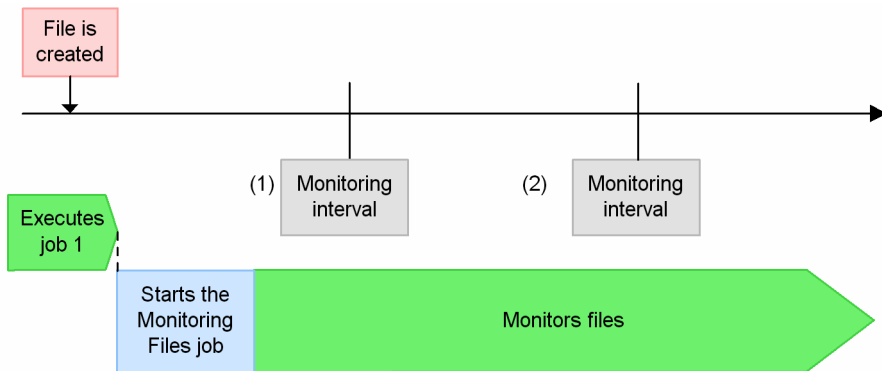 File is
created
(1)
Monitoring
interval
(2)
Monitoring
interval
Executes
job 1
Starts the
Monitoring
Files job
Monitors files